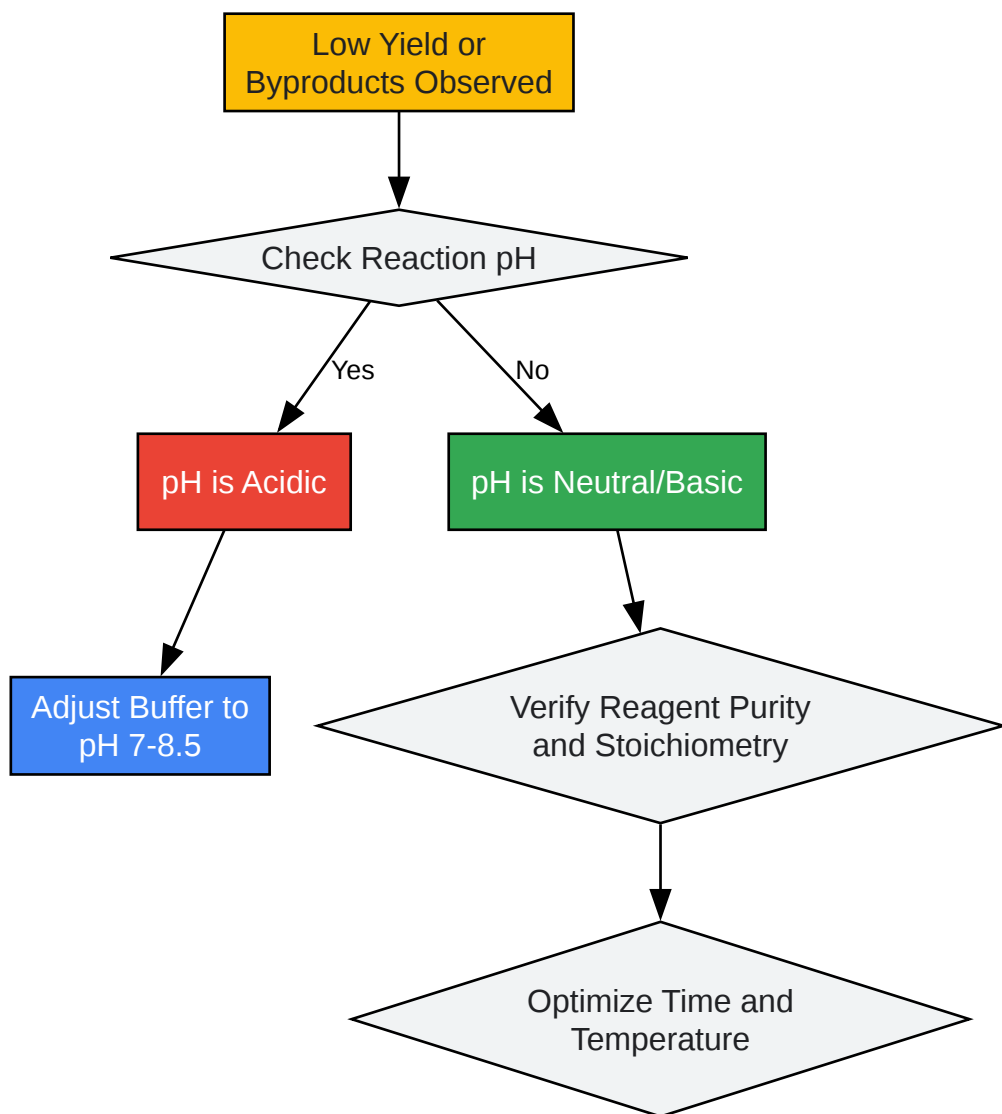 Low Yield or
Byproducts Observed
Check Reaction pH
Yes
No
pH is Acidic
pH is Neutral/Basic
Adjust Buffer to
pH 7-8.5
Verify Reagent Purity
and Stoichiometry
Optimize Time and
Temperature